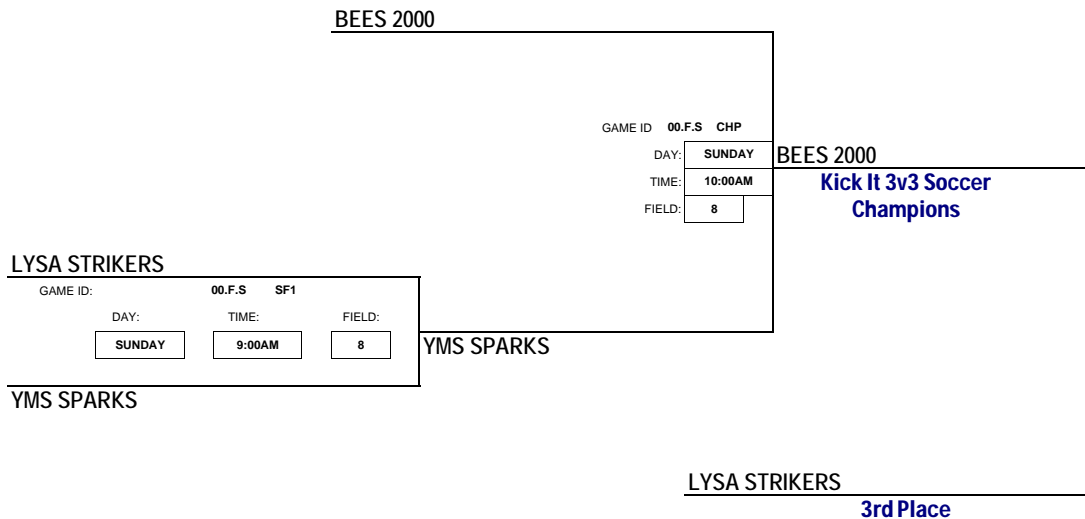 BEES 2000
GAME ID 00.F.S CHP
DAY: SUNDAY
BEES 2000
TIME: 10:00AM
Kick It 3v3 Soccer
Champions
FIELD: 8
LYSA STRIKERS
GAME ID: 00.F.S SF1
DAY: TIME: FIELD:
SUNDAY 9:00AM 8
YMS SPARKS
YMS SPARKS
LYSA STRIKERS
3rd Place